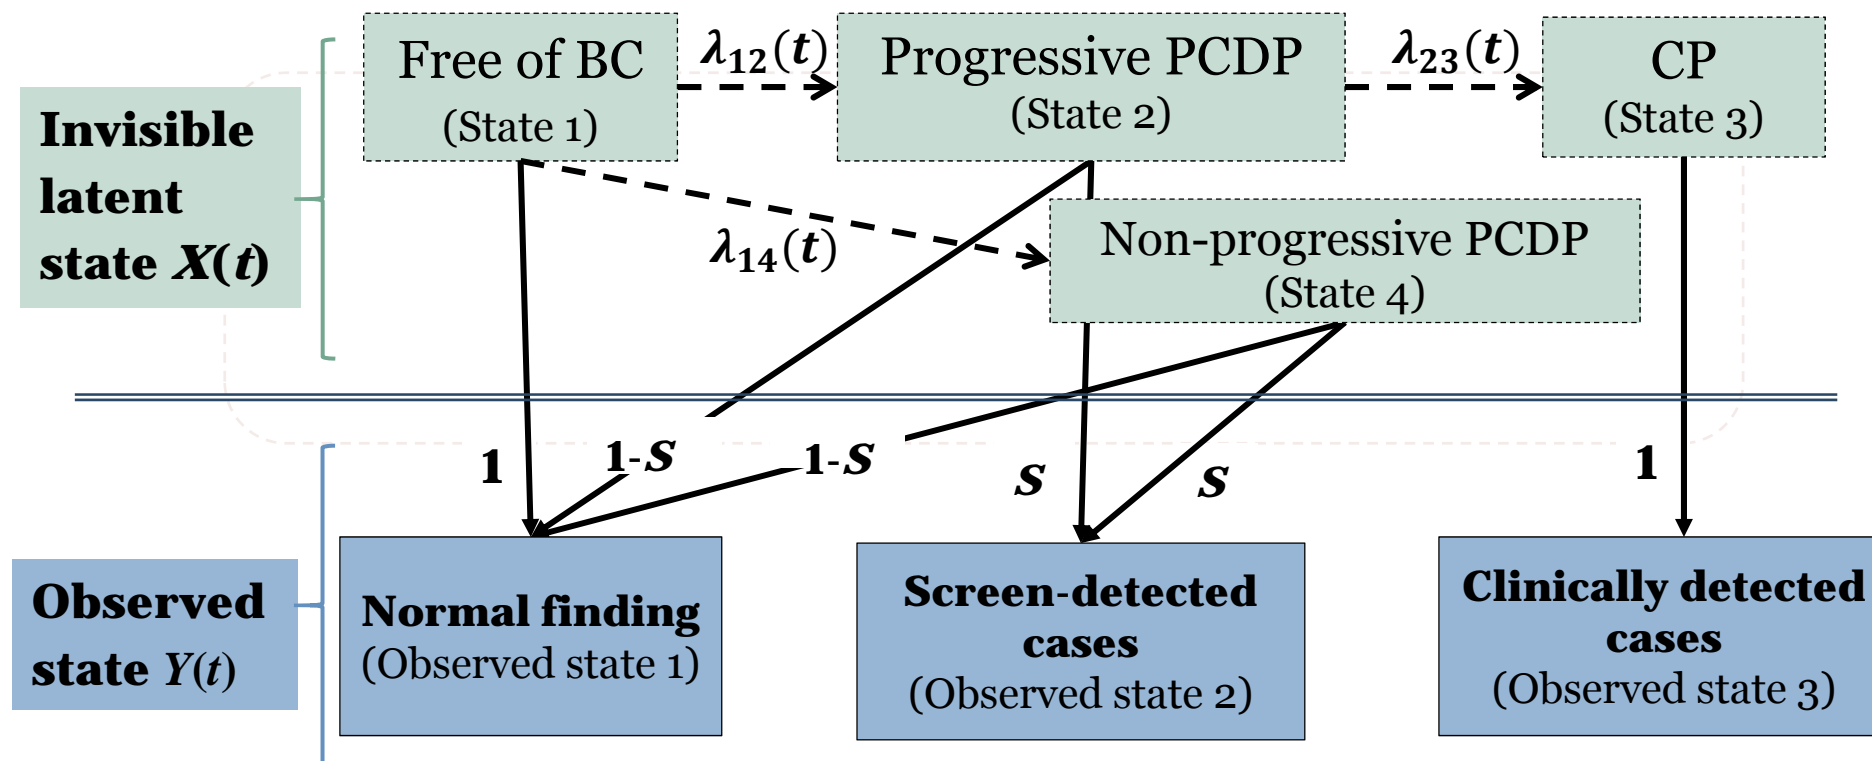 Invisible
latent
state X(t)
Free of BC
(State 1)
λ12(t)
Progressive PCDP
(State 2)
λ23(t)
CP
(State 3)
λ14(t)
Non-progressive PCDP
(State 4)
1
1-S
1-S
S
S
1
Observed
state Y(t)
Normal finding
(Observed state 1)
Screen-detected
cases
(Observed state 2)
Clinically detected
cases
(Observed state 3)